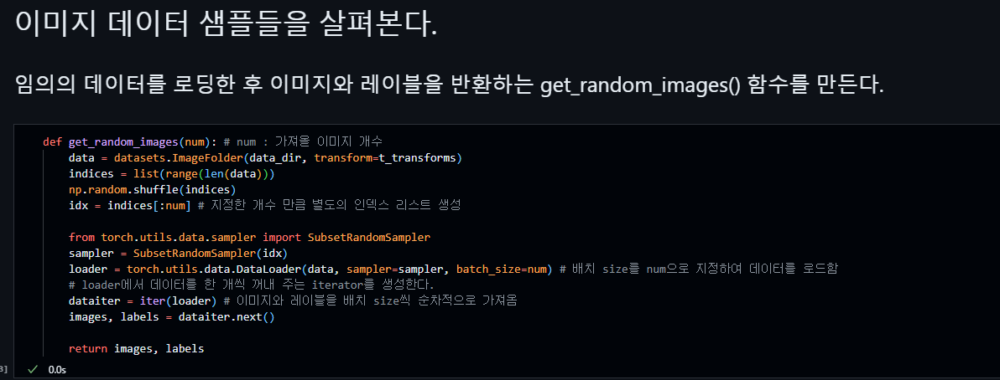 이미지 데이터 샘플들을 살펴본다.
임의의 데이터를 로딩한 후 이미지와 레이블을 반환하는 get_random_images() 함수를 만든다.
def get_random_images(num): # num : 가져올 이미지 개수
data = datasets.ImageFolder(data_dir, transform=t_transforms)
indices = list(range(len(data)))
np.random.shuffle(indices)
idx = indices[:num] # 지정한 개수 만큼 별도의 인덱스 리스트 생성
from torch.utils.data.sampler import SubsetRandomSampler
sampler = SubsetRandomSampler(idx)
loader = torch.utils.data.DataLoader(data, sampler=sampler, batch_size=num) # 배치 size를 num으로 지정하여 데이터를 로드함
# loader에서 데이터를 한 개씩 꺼내 주는 iterator를 생성한다.
dataiter = iter(loader) # 이미지와 레이블을 배치 size씩 순차적으로 가져옴
images, labels = dataiter.next()
return images, labels
3] ✓ 0.0s